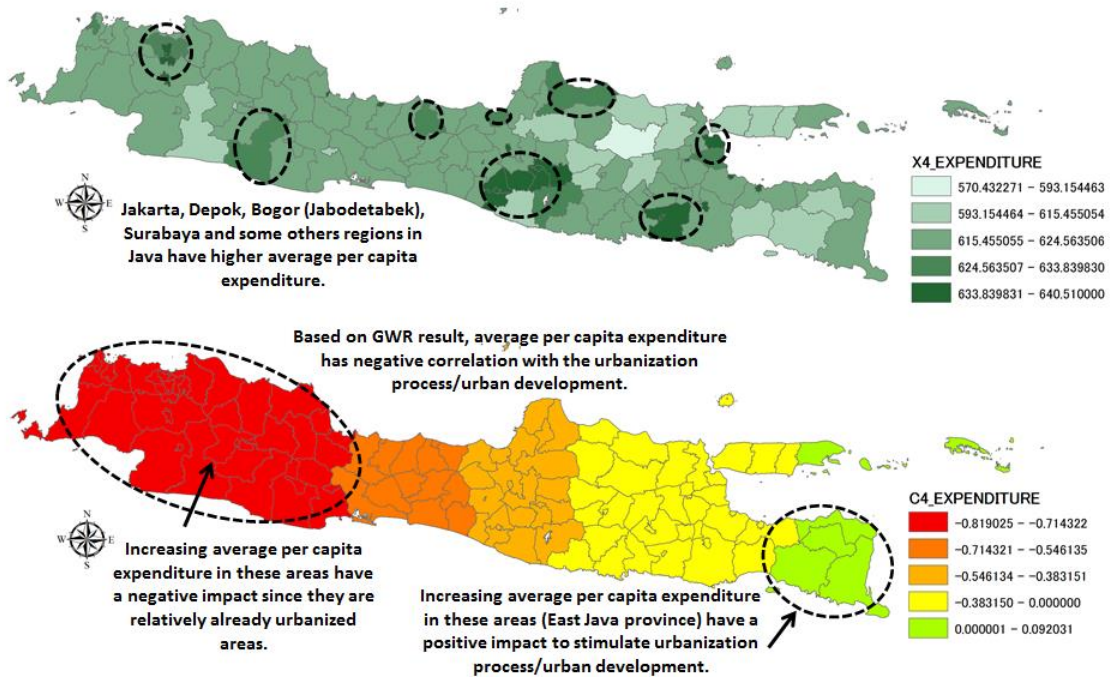 N
W E
S
Jakarta, Depok, Bogor (Jabodetabek),
Surabaya and some others regions in
Java have higher average per capita
expenditure.
X4_EXPENDITURE
570.432271 - 593.154463
593.154464 - 615.455054
615.455055 - 624.563506
624.563507 - 633.839830
633.839831 - 640.510000
Based on GWR result, average per capita expenditure
has negative correlation with the urbanization
process/urban development.
N
W E
S
Increasing average per capita
expenditure in these areas have
a negative impact since they are
relatively already urbanized
areas.
Increasing average per capita expenditure
in these areas (East Java province) have a
positive impact to stimulate urbanization
process/urban development.
C4_EXPENDITURE
-0.819025 - -0.714322
-0.714321 - -0.546135
-0.546134 - -0.383151
-0.383150 - 0.000000
0.000001 - 0.092031